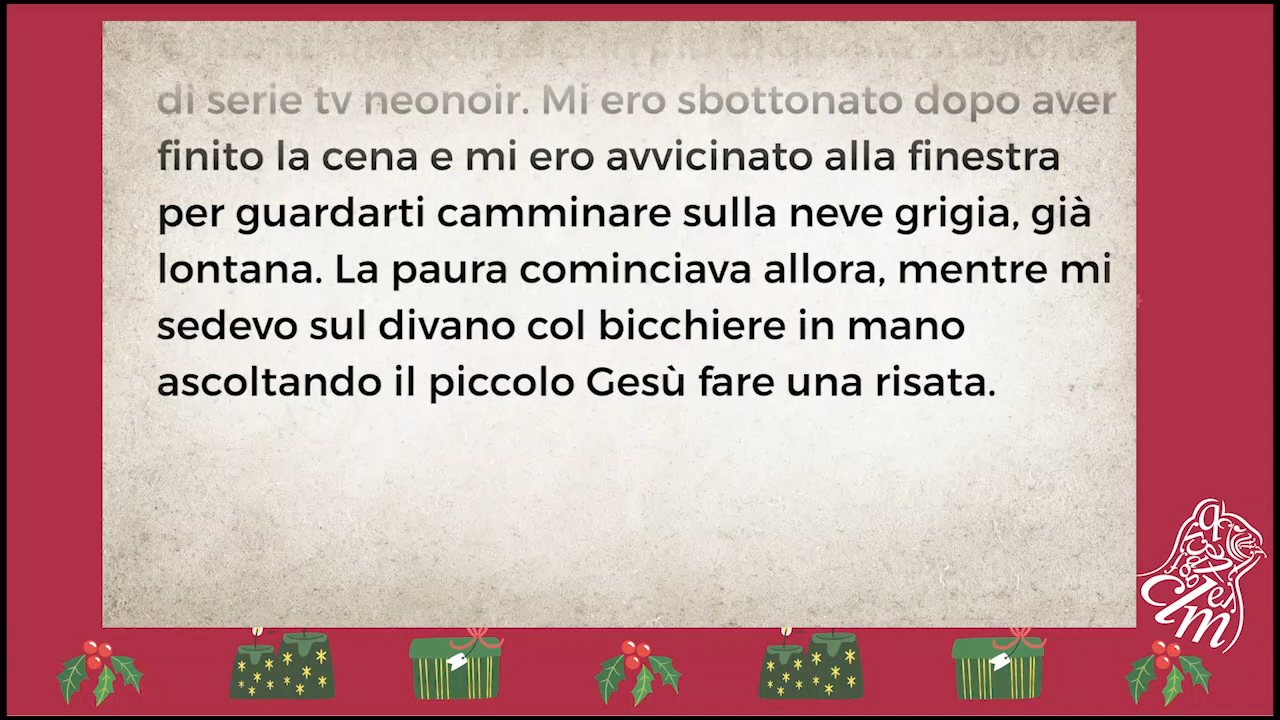 di serie tv neonoir. Mi ero sbottonato dopo aver
finito la cena e mi ero avvicinato alla finestra
per guardarti camminare sulla neve grigia, già
lontana. La paura cominciava allora, mentre mi
sedevo sul divano col bicchiere in mano
ascoltando il piccolo Gesù fare una risata.